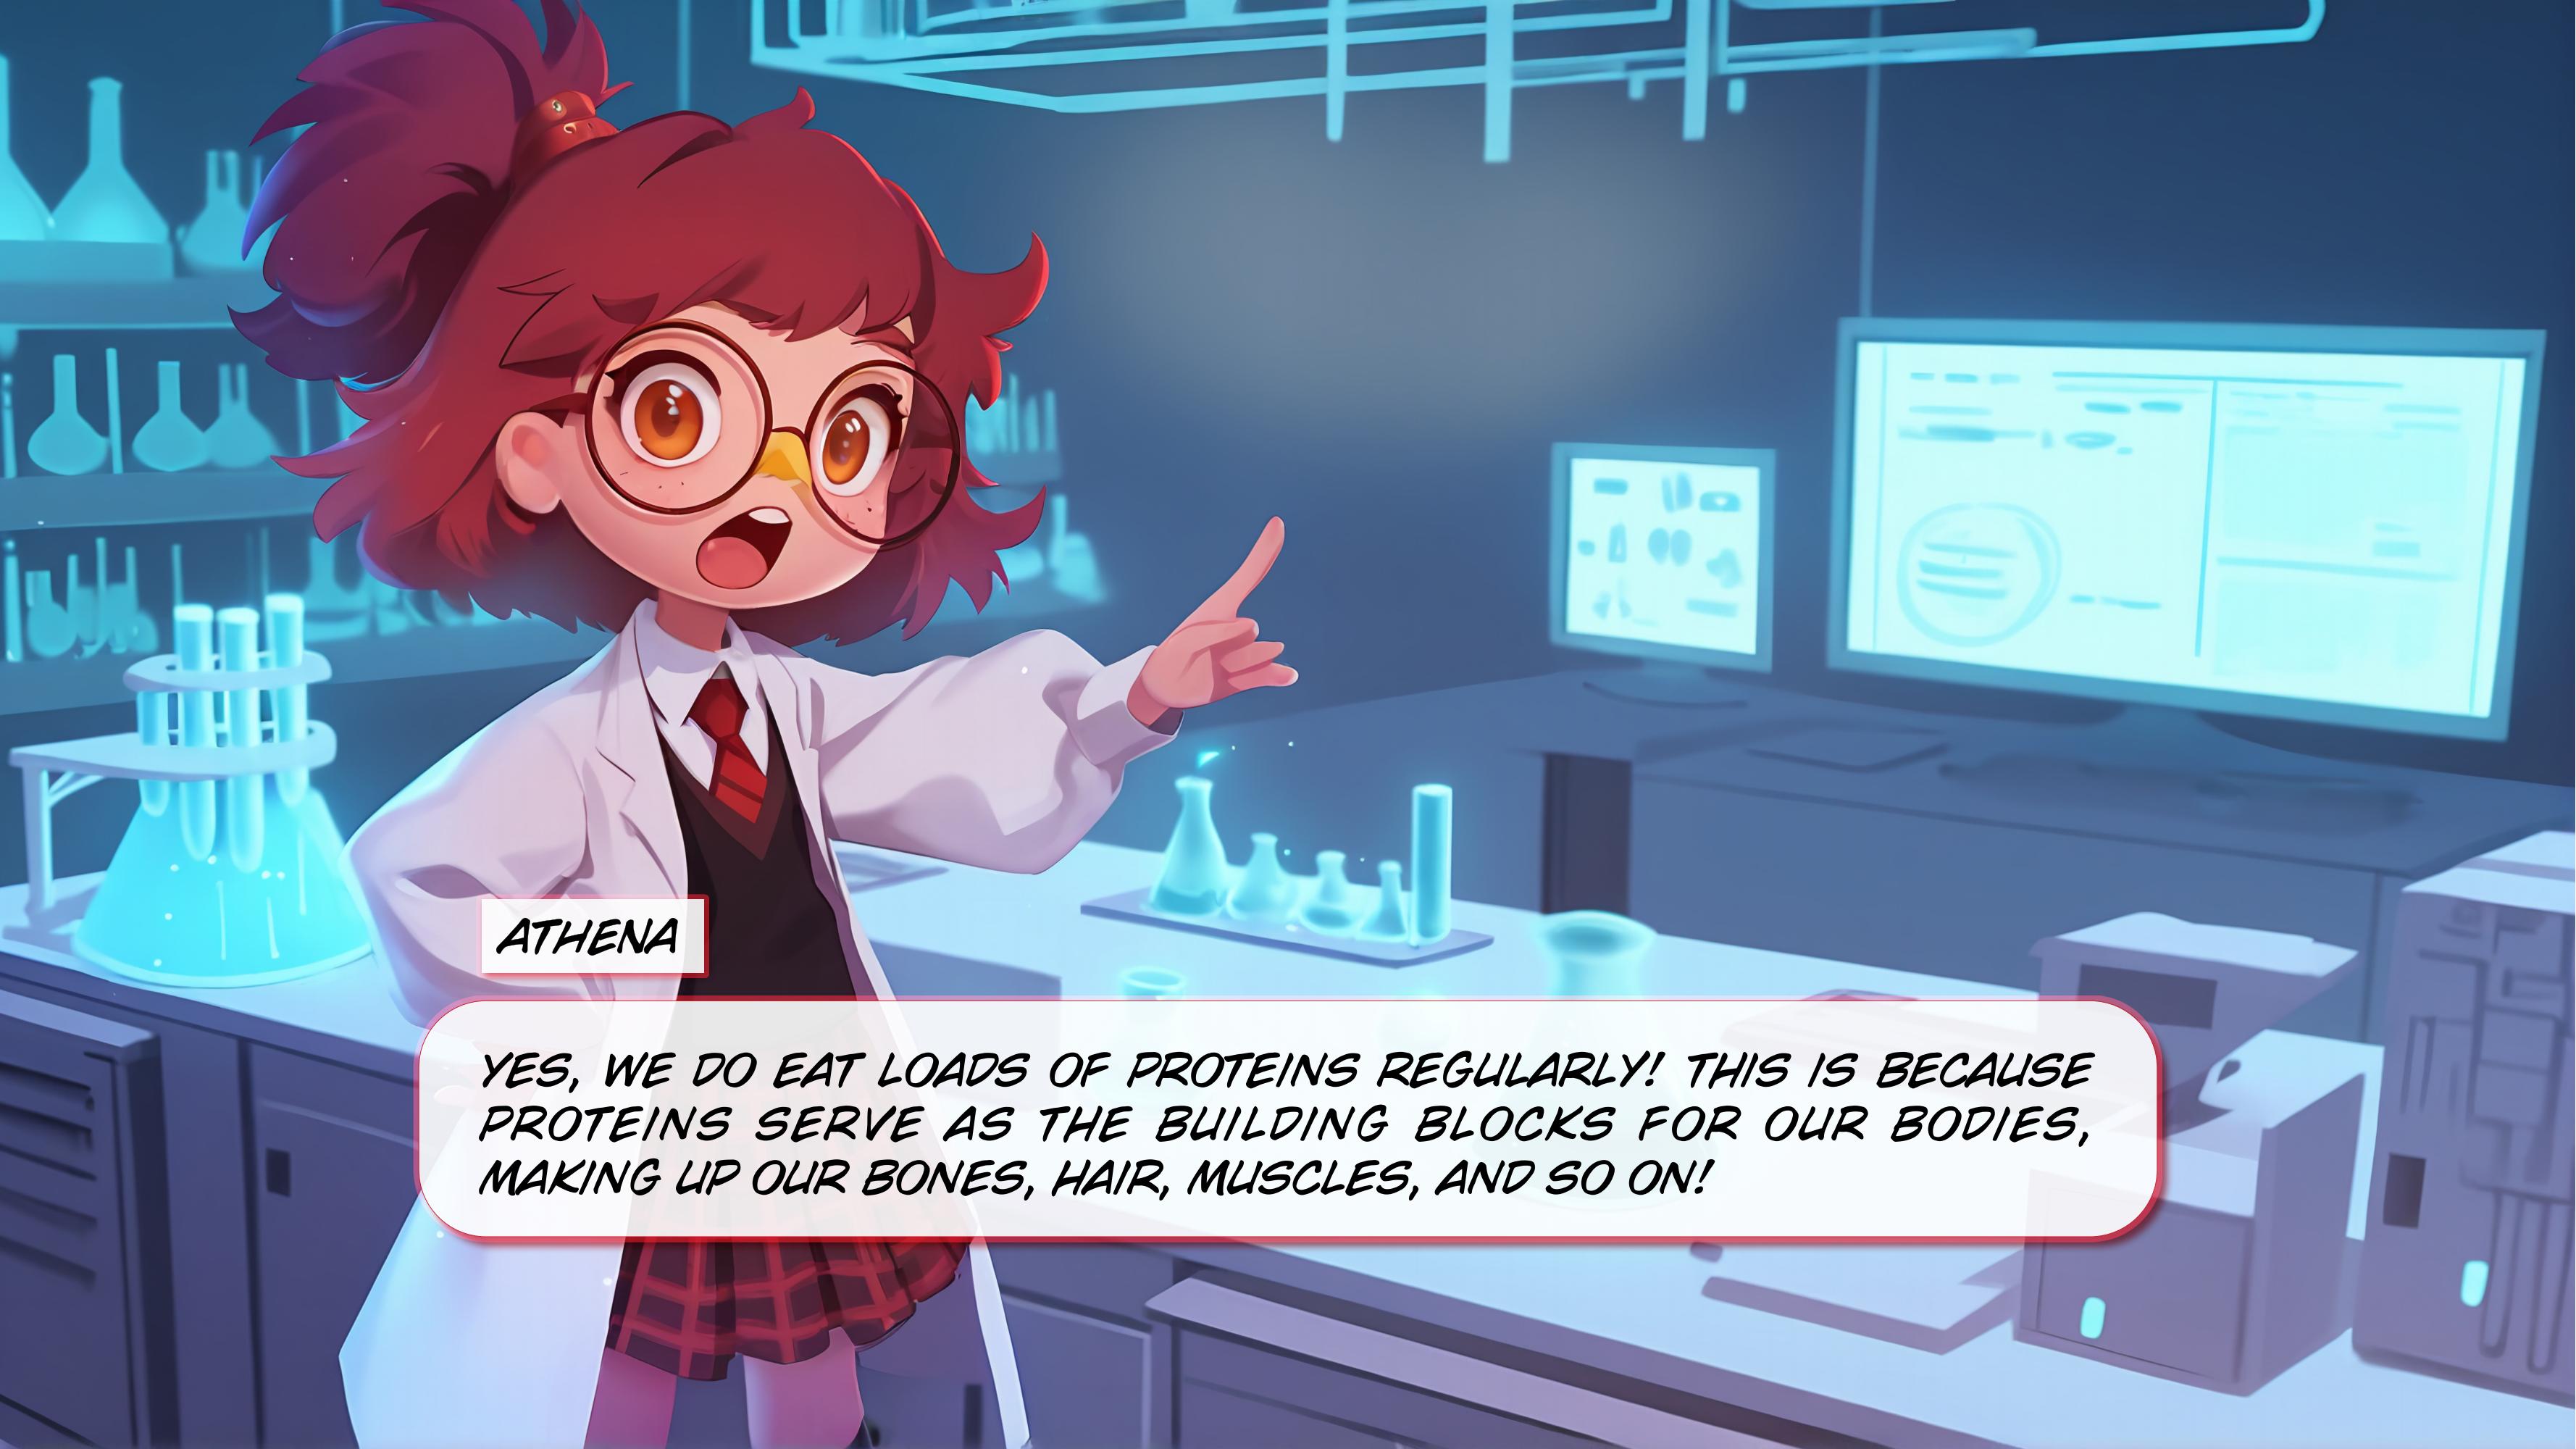 ATHENA
YES, WE DO EAT LOADS OF PROTEINS REGULARLY! THIS IS BECAUSE
PROTEINS SERVE AS THE BUILDING BLOCKS FOR OUR BODIES,
MAKING UP OUR BONES, HAIR, MUSCLES, AND SO ON!